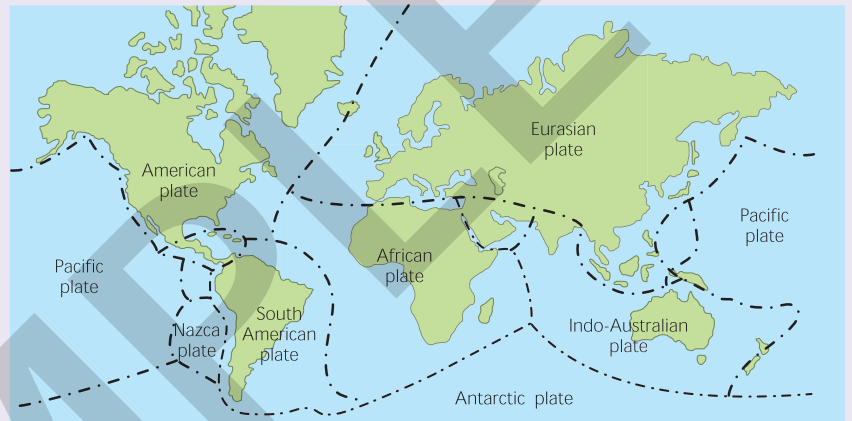 Eurasian
plate
American
plate
Pacific
plate
African
plate
Pacific
plate
South
American
plate
Nazca
plate
Indo-Australian
plate
Antarctic plate